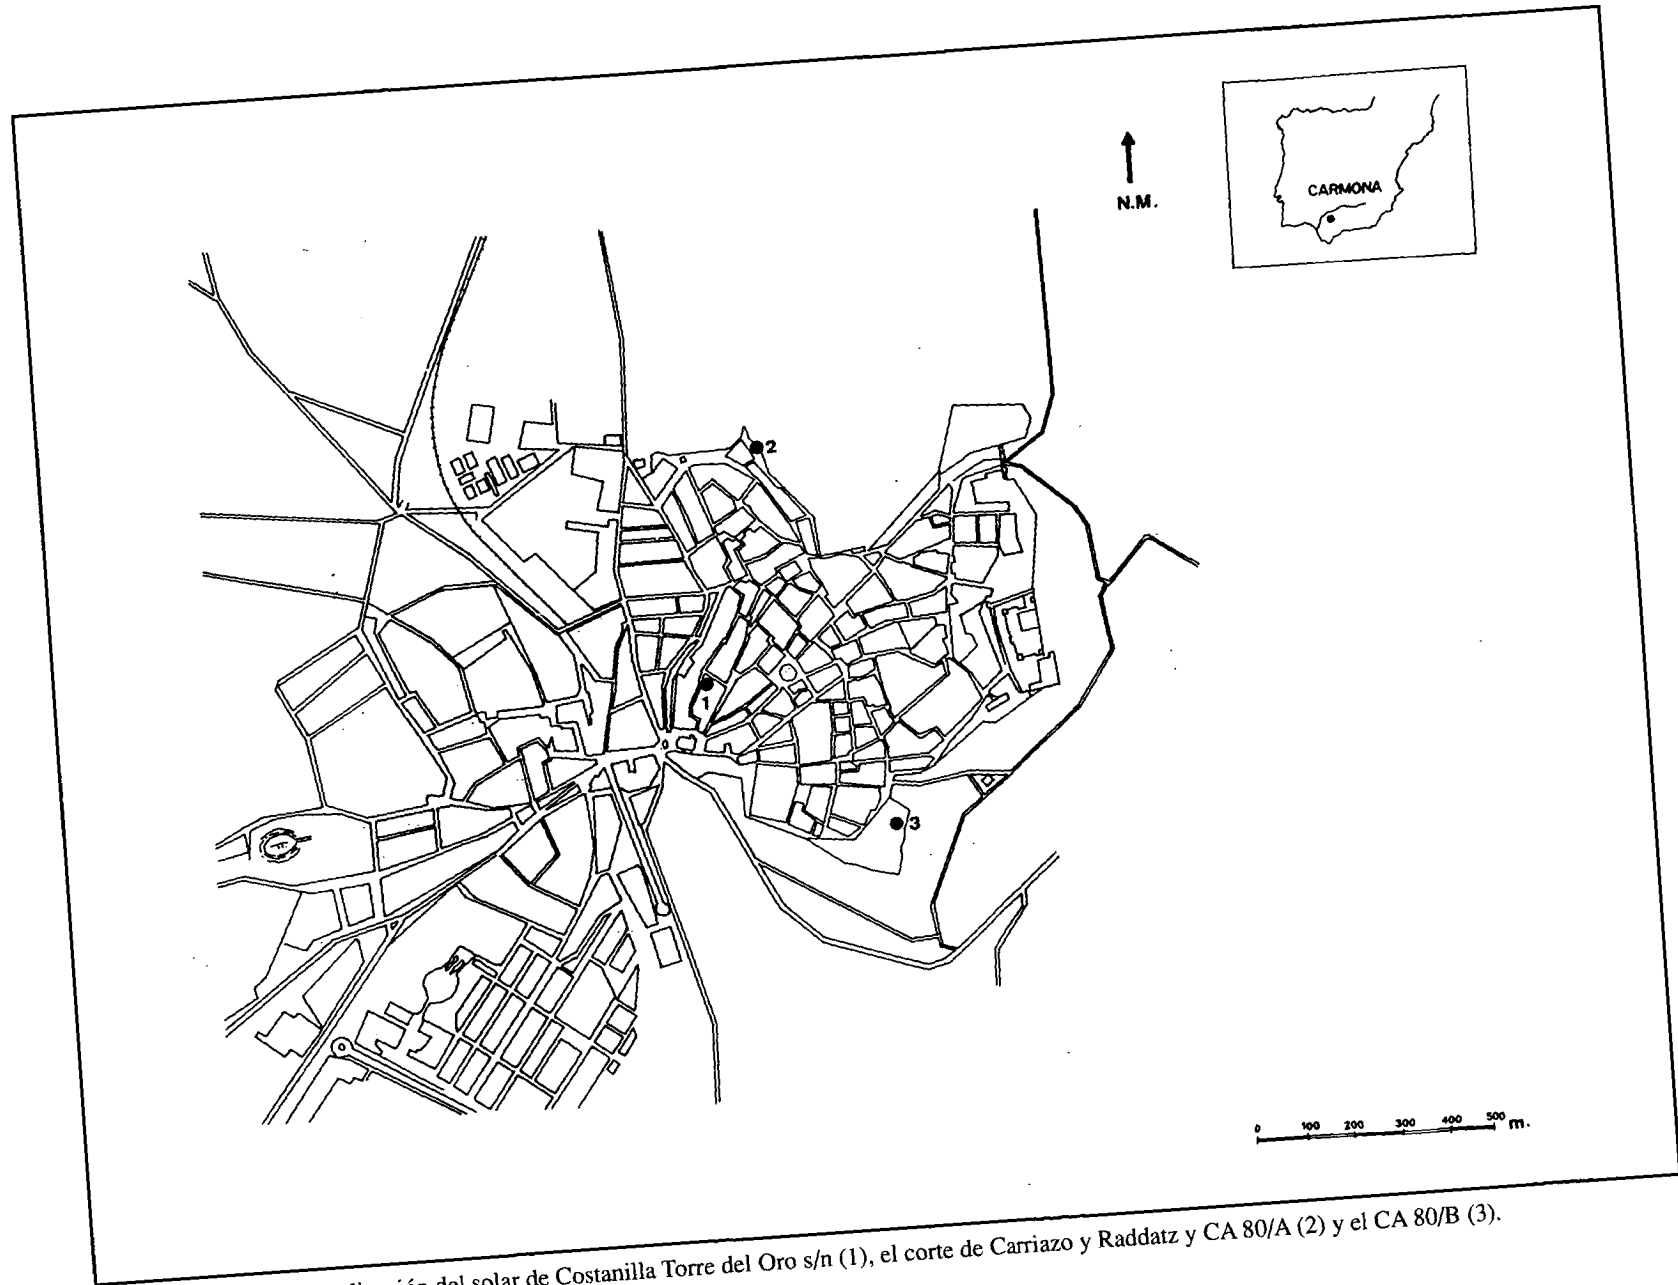 N.M.
CARMONA
2
1
3
0 100 200 300 400 500 m.
del solar de Costanilla Torre del Oro s/n (1), el corte de Carriazo y Raddatz y CA 80/A (2) y el CA 80/B (3).